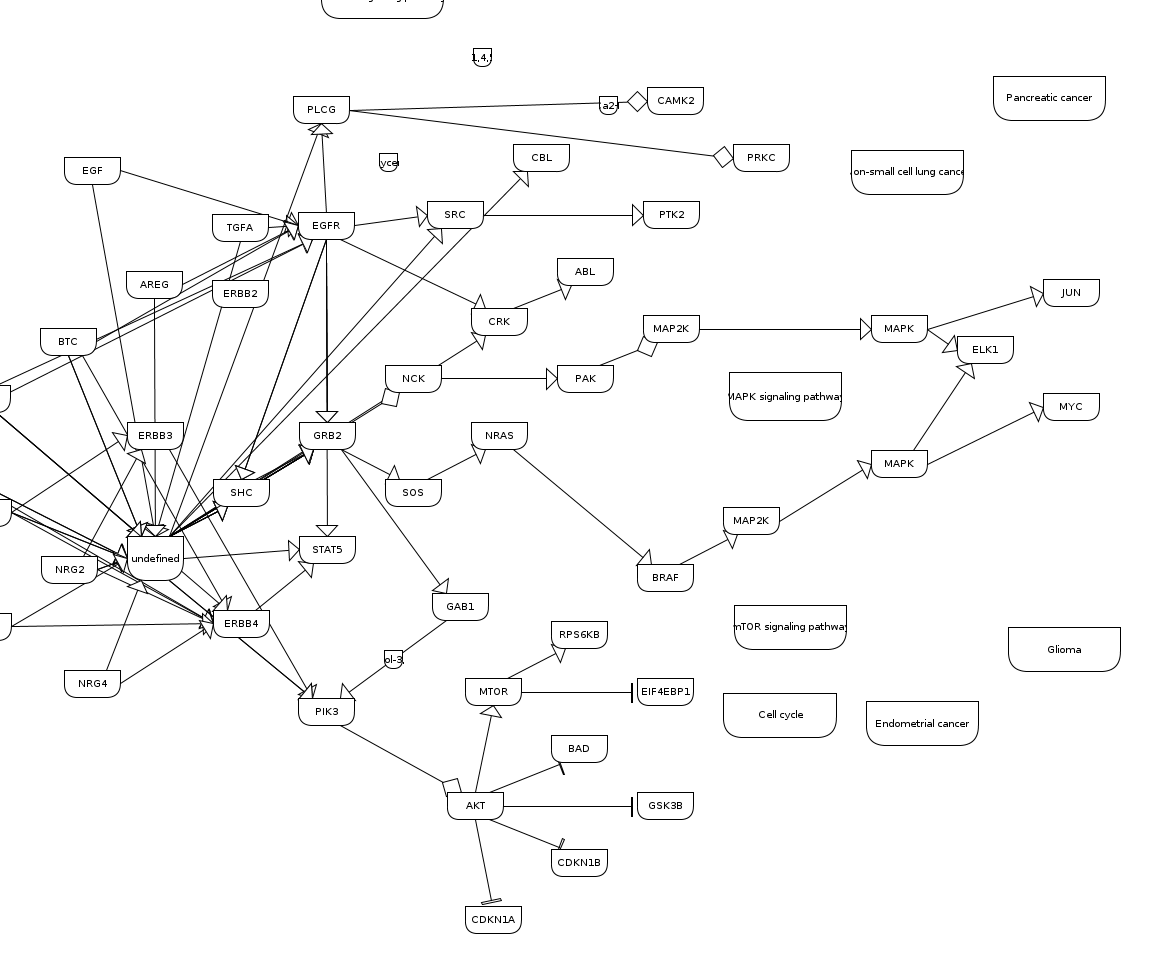 1,4,
PLCG
a2
CAMK2
Pancreatic cancer
CBL
PRKC
yce
EGF
on-small cell lung cance
TGFA
EGFR
SRC
PTK2
ABL
AREG
ERBB2
JUN
CRK
MAP2K
MAPK
BTC
ELK1
NCK
PAK
MAPK signaling pathway
MYC
ERBB3
GRB2
NRAS
MAPK
SHC
SOS
MAP2K
undefined
STAT5
NRG2
BRAF
GAB1
ERBB4
RPS6KB
mTOR signaling pathway
Glioma
ol-3,
NRG4
MTOR
EIF4EBP1
PIK3
Cell cycle
Endometrial cancer
BAD
AKT
GSK3B
CDKN1B
CDKN1A